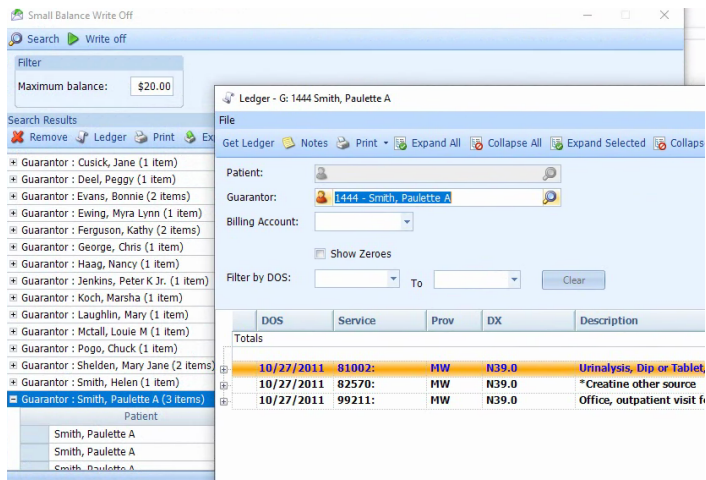 Small Balance Write Off
Search Write off
Filter
Maximum balance: $20.00
Search Results
Remove Ledger Print
Guarantor : Cusick, Jane (1 item)
Guarantor : Deel, Peggy (1 item)
Guarantor : Evans, Bonnie (2 items)
Guarantor : Ewing, Myra Lynn (1 item)
Guarantor : Ferguson, Kathy (2 items)
Guarantor : George, Chris (1 item)
Guarantor : Haag, Nancy (1 item)
Guarantor : Jenkins, Peter K Jr. (1 item)
Guarantor : Koch, Marsha (1 item)
Guarantor : Laughlin, Mary (1 item)
Guarantor : Mctall, Louie M (1 item)
Guarantor : Pogo, Chuck (1 item)
Guarantor : Shelden, Mary Jane (2 items)
Guarantor : Smith, Helen (1 item)
Guarantor : Smith, Paulette A (3 items)
Patient
Smith, Paulette A
Smith, Paulette A
Smith, Paulette A
Ledger - G: 1444 Smith, Paulette A
File
Get Ledger Notes Print Expand All Collapse All Expand Selected Collaps
Patient:
Guarantor: 1444 - Smith, Paulette A
Billing Account:
Show Zeroes
Filter by DOS: To Clear
DOS Service Prov DX Description
Totals
10/27/2011 81002: MW N39.0 Urinalysis, Dip or Tablet,
10/27/2011 82570: MW N39.0 *Creatine other source
10/27/2011 99211: MW N39.0 Office, outpatient visit